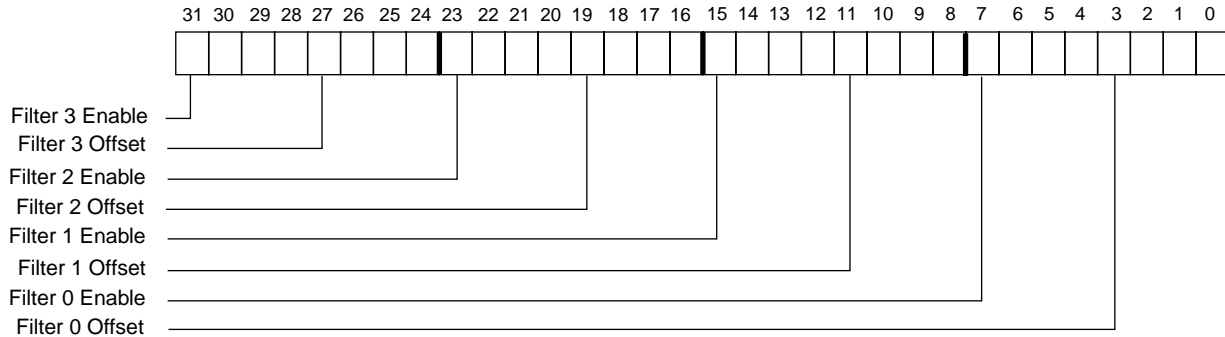 31 30 29 28 27 26 25 24 23 22 21 20 19 18 17 16 15 14 13 12 11 10 9 8 7 6 5 4 3 2 1 0
Filter 3 Enable
Filter 3 Offset
Filter 2 Enable
Filter 2 Offset
Filter 1 Enable
Filter 1 Offset
Filter 0 Enable
Filter 0 Offset